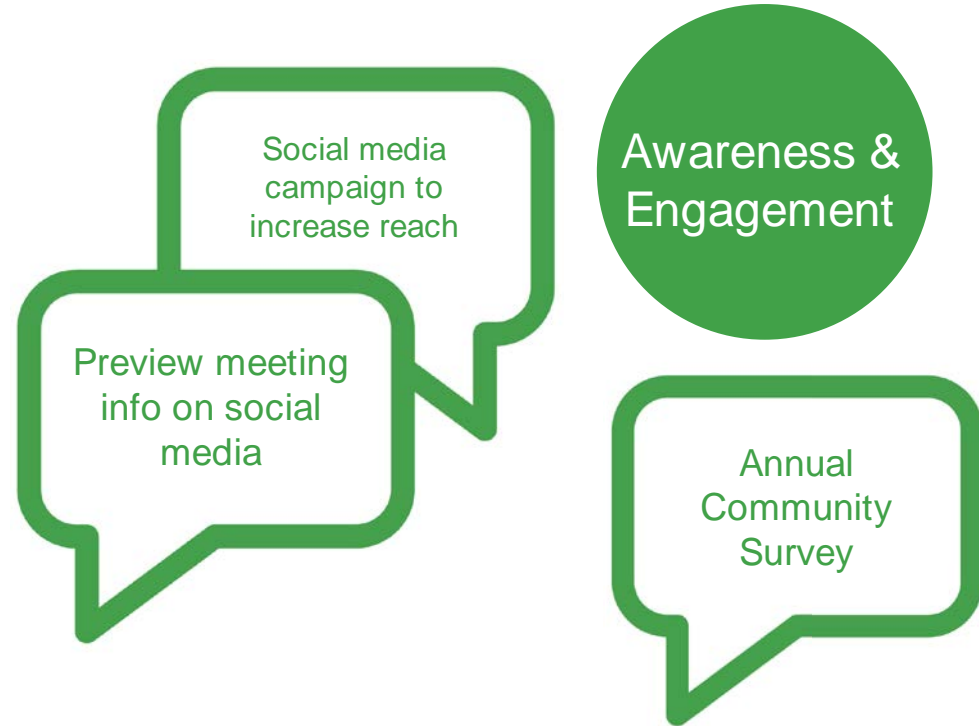 Social media
campaign to
increase reach
Awareness &
Engagement
Preview meeting
info on social
media
Annual
Community
Survey